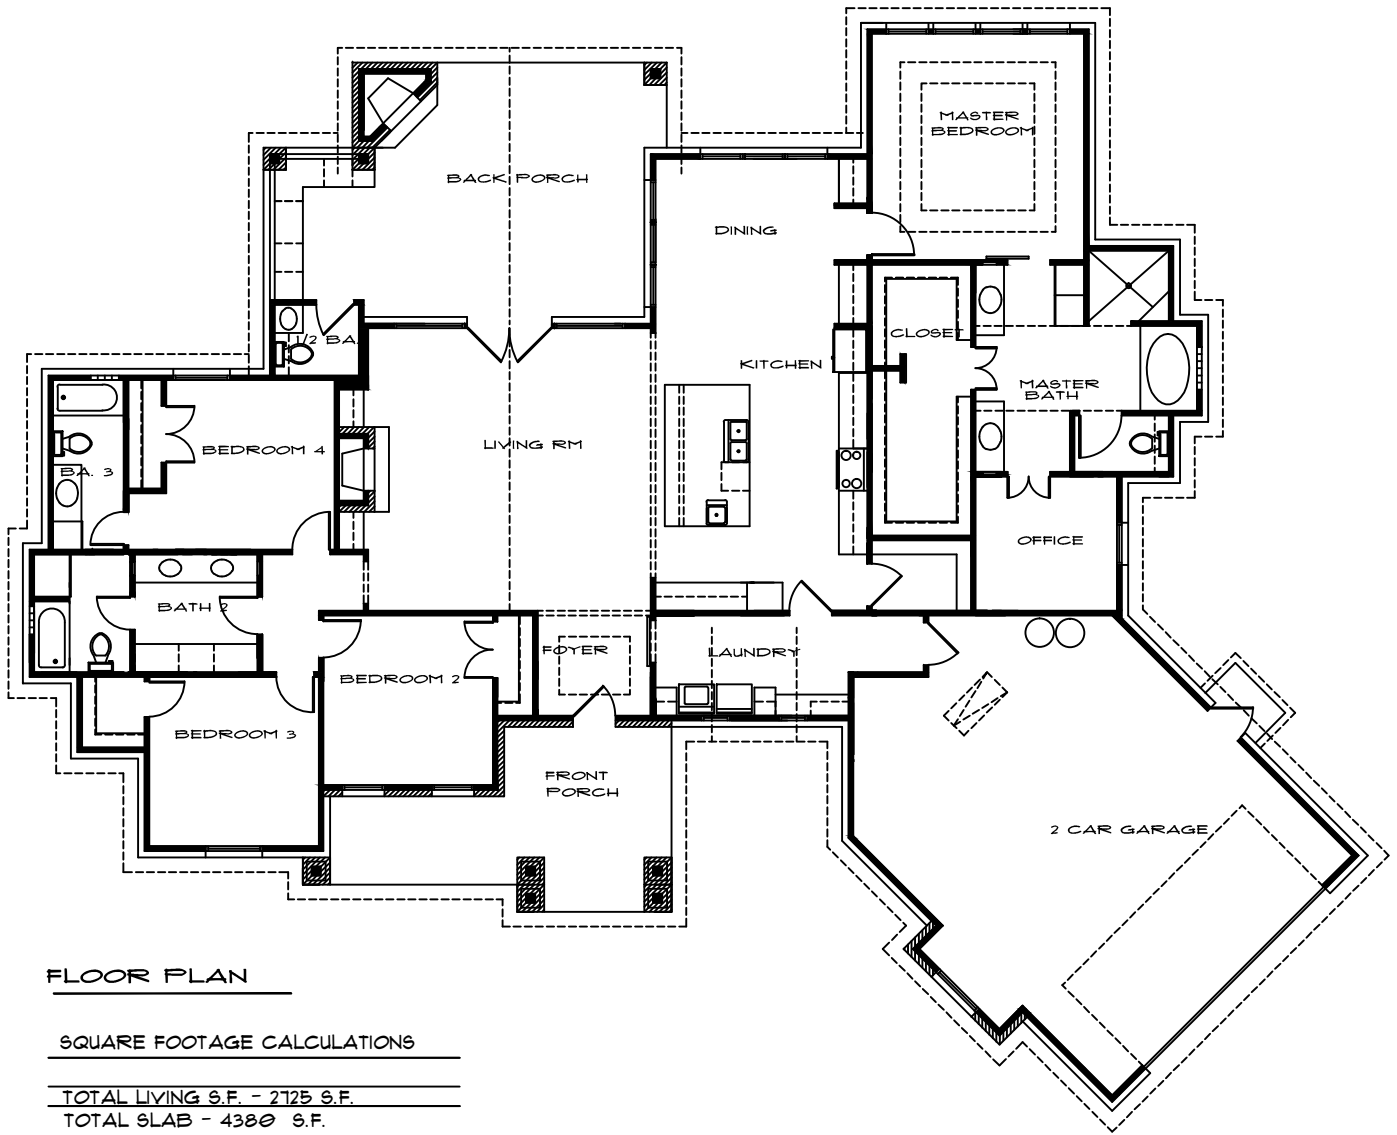 MASTER
BEDROOM
BACK PORCH
DINING
1/2 BA.
CLOSET
KITCHEN
MASTER
BATH
LIVING RM
BEDROOM 4
BA. 3
OFFICE
BATH 2
FOYER
LAUNDRY
BEDROOM 2
BEDROOM 3
FRONT
PORCH
2 CAR GARAGE
FLOOR PLAN
SQUARE FOOTAGE CALCULATIONS
TOTAL LIVING S.F. - 2725 S.F.
TOTAL SLAB - 4380 S.F.